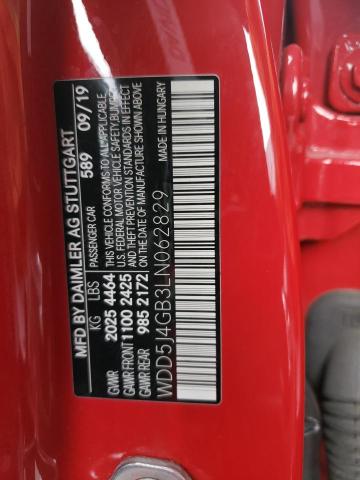 MFD BY DAIMLER AG STUTTGART
PASSENGER CAR 589 09/19
KG LBS
GVWR 2025 4464
GAWR FRONT 1100 2425
GAWR REAR 985 2172
THIS VEHICLE CONFORMS TO ALL APPLICABLE
U.S. FEDERAL MOTOR VEHICLE SAFETY, BUMPER,
AND THEFT PREVENTION STANDARDS IN EFFECT
ON THE DATE OF MANUFACTURE SHOWN ABOVE
WDD5J4GB3LN062829
MADE IN HUNGARY